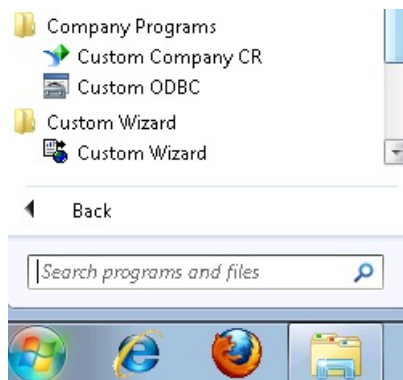 Company Programs
Custom Company CR
Custom ODBC
Custom Wizard
Custom Wizard
Back
Search programs and files